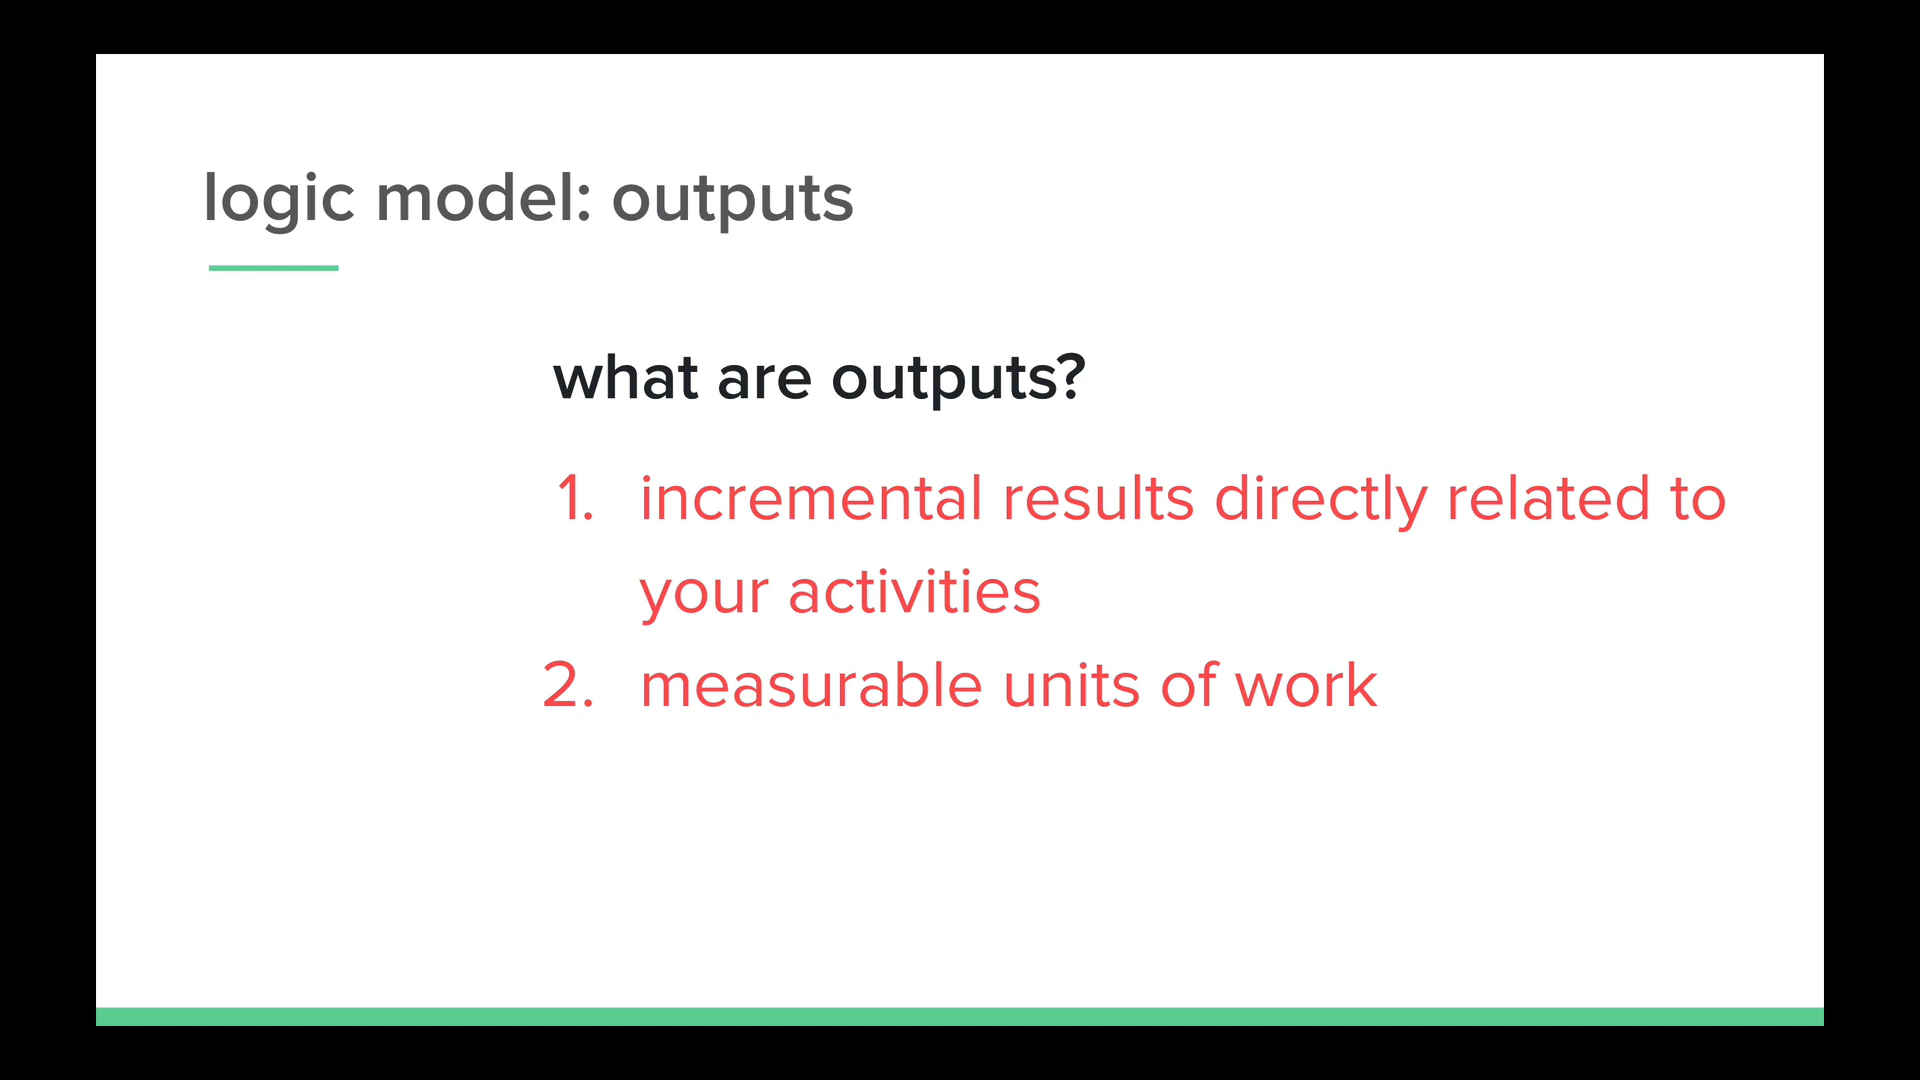 logic model: outputs
what are outputs?
1. incremental results directly related to
your activities
2. measurable units of work